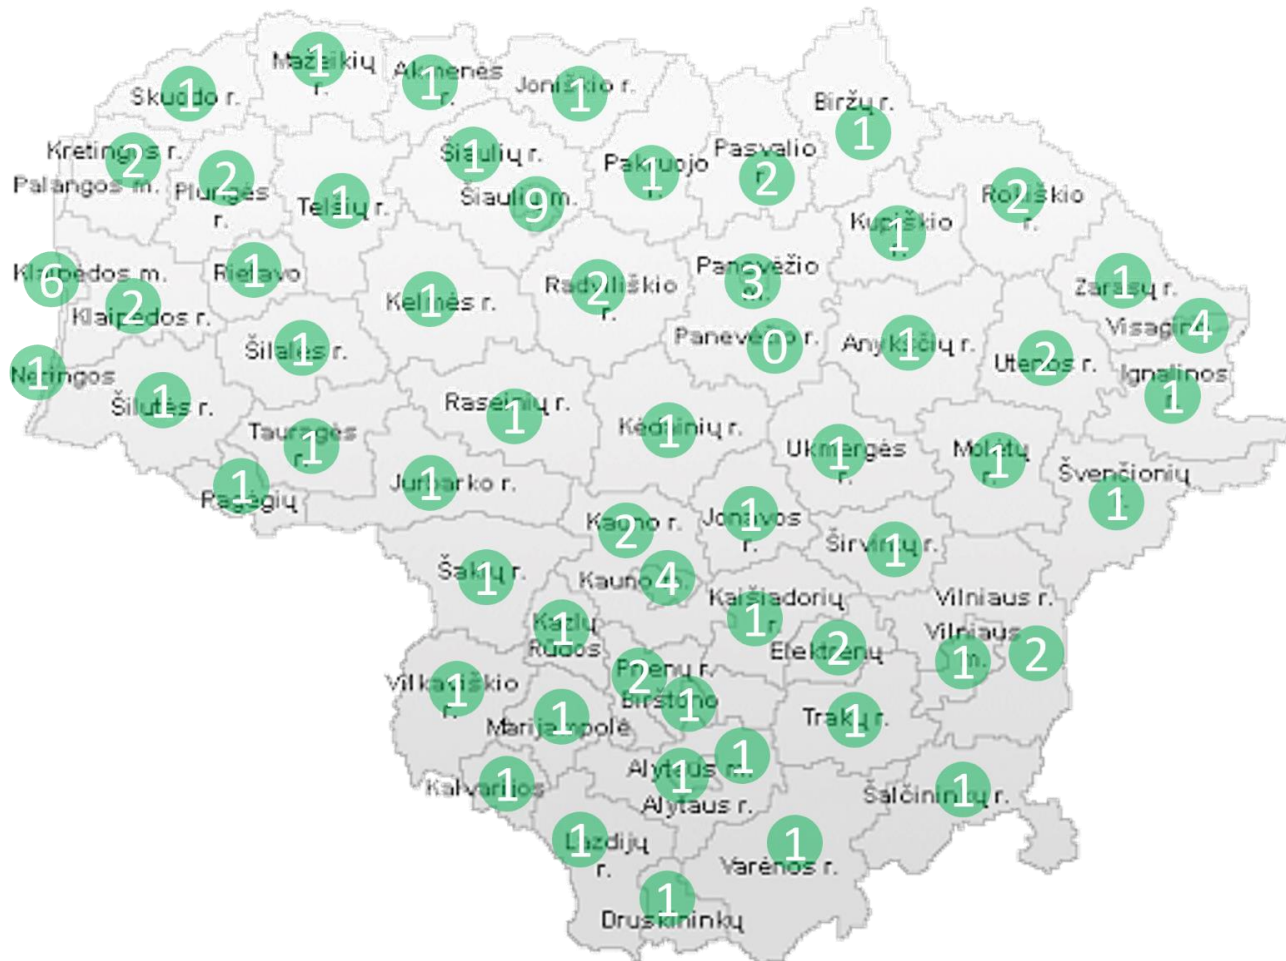 Mažeikių
r.
1
Akmenės
r.
1
Skuodo r.
1
Joniškio r.
1
Biržų r.
1
Kretingos r.
2
Palangos m.
Plungės
r.
2
Telšių r.
1
Šiaulių r.
1
Šiaulių m.
9
Pakruojo
r.
1
Pasvalio
r.
2
Rokiškio
r.
2
Kupiškio
r.
1
Klaipėdos m.
6
Rietavo
1
Klaipėdos r.
2
Kelmės r.
1
Radviliškio
r.
2
Panevėžio
m.
3
Zarasų r.
1
Visagino
4
Panevėžio r.
0
Anykščių r.
1
Utenos r.
2
Ignalinos
r.
1
Šilalės r.
1
Neringos
1
Šilutės r.
1
Tauragės
r.
1
Raseinių r.
1
Kėdainių r.
1
Ukmergės
r.
1
Molėtų
r.
1
Švenčionių
r.
1
Pagėgių
1
Jurbarko r.
1
Kauno r.
2
Jonavos
r.
1
Širvintų r.
1
Šakių r.
1
Kauno m.
4
Kaišiadorių
r.
1
Vilniaus r.
2
Kazlų
Rūdos
1
Elektrėnų
2
Vilniaus
m.
1
Prienų r.
2
Birštono
1
Vilkaviškio
r.
1
Marijampolė
1
Trakų r.
1
Alytaus m.
1
Alytaus r.
1
Kalvarijos
1
Šalčininkų r.
1
Lazdijų
r.
1
Varėnos r.
1
Druskininkų
1